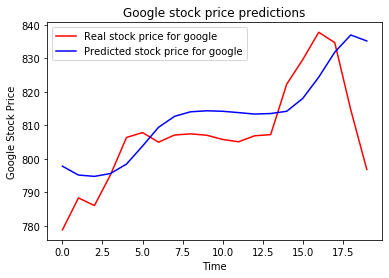 Google stock price predictions
Real stock price for google
Predicted stock price for google
Google Stock Price
840
830
820
810
800
790
780
0.0 2.5 5.0 7.5 10.0 12.5 15.0 17.5
Time